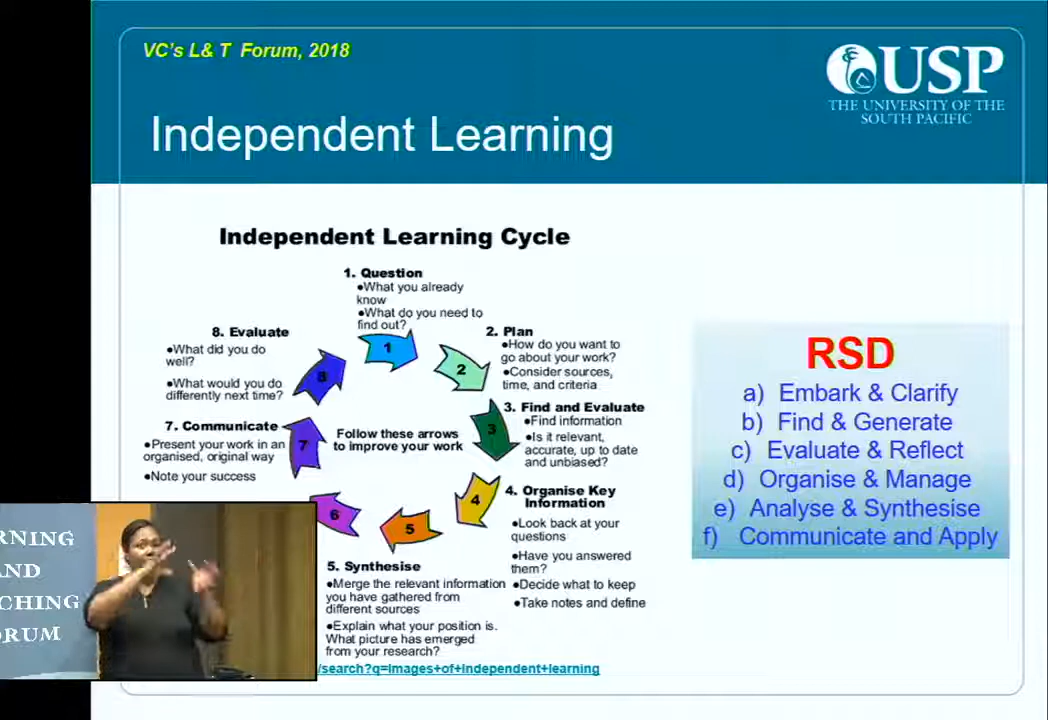 VC's L& T Forum, 2018
USP
THE UNIVERSITY OF THE
SOUTH PACIFIC
Independent Learning
Independent Learning Cycle
1. Question
•What you already
know
•What do you need to
find out?
2. Plan
•How do you want to
go about your work?
•Consider sources,
time, and criteria
3. Find and Evaluate
•Find information
•Is it relevant,
accurate, up to date
and unbiased?
4. Organise Key
Information
•Look back at your
questions
•Have you answered
them?
•Decide what to keep
•Take notes and define
5. Synthesise
•Merge the relevant information
you have gathered from
different sources
•Explain what your position is.
What picture has emerged
from your research?
7. Communicate
•Present your work in an
organised, original way
•Note your success
8. Evaluate
•What did you do
well?
•What would you do
differently next time?
1
2
3
4
5
6
7
8
Follow these arrows
to improve your work
/search?q=images+of+independent+learning
RSD
a) Embark & Clarify
b) Find & Generate
c) Evaluate & Reflect
d) Organise & Manage
e) Analyse & Synthesise
f) Communicate and Apply
RNING
AND
CHING
ORUM